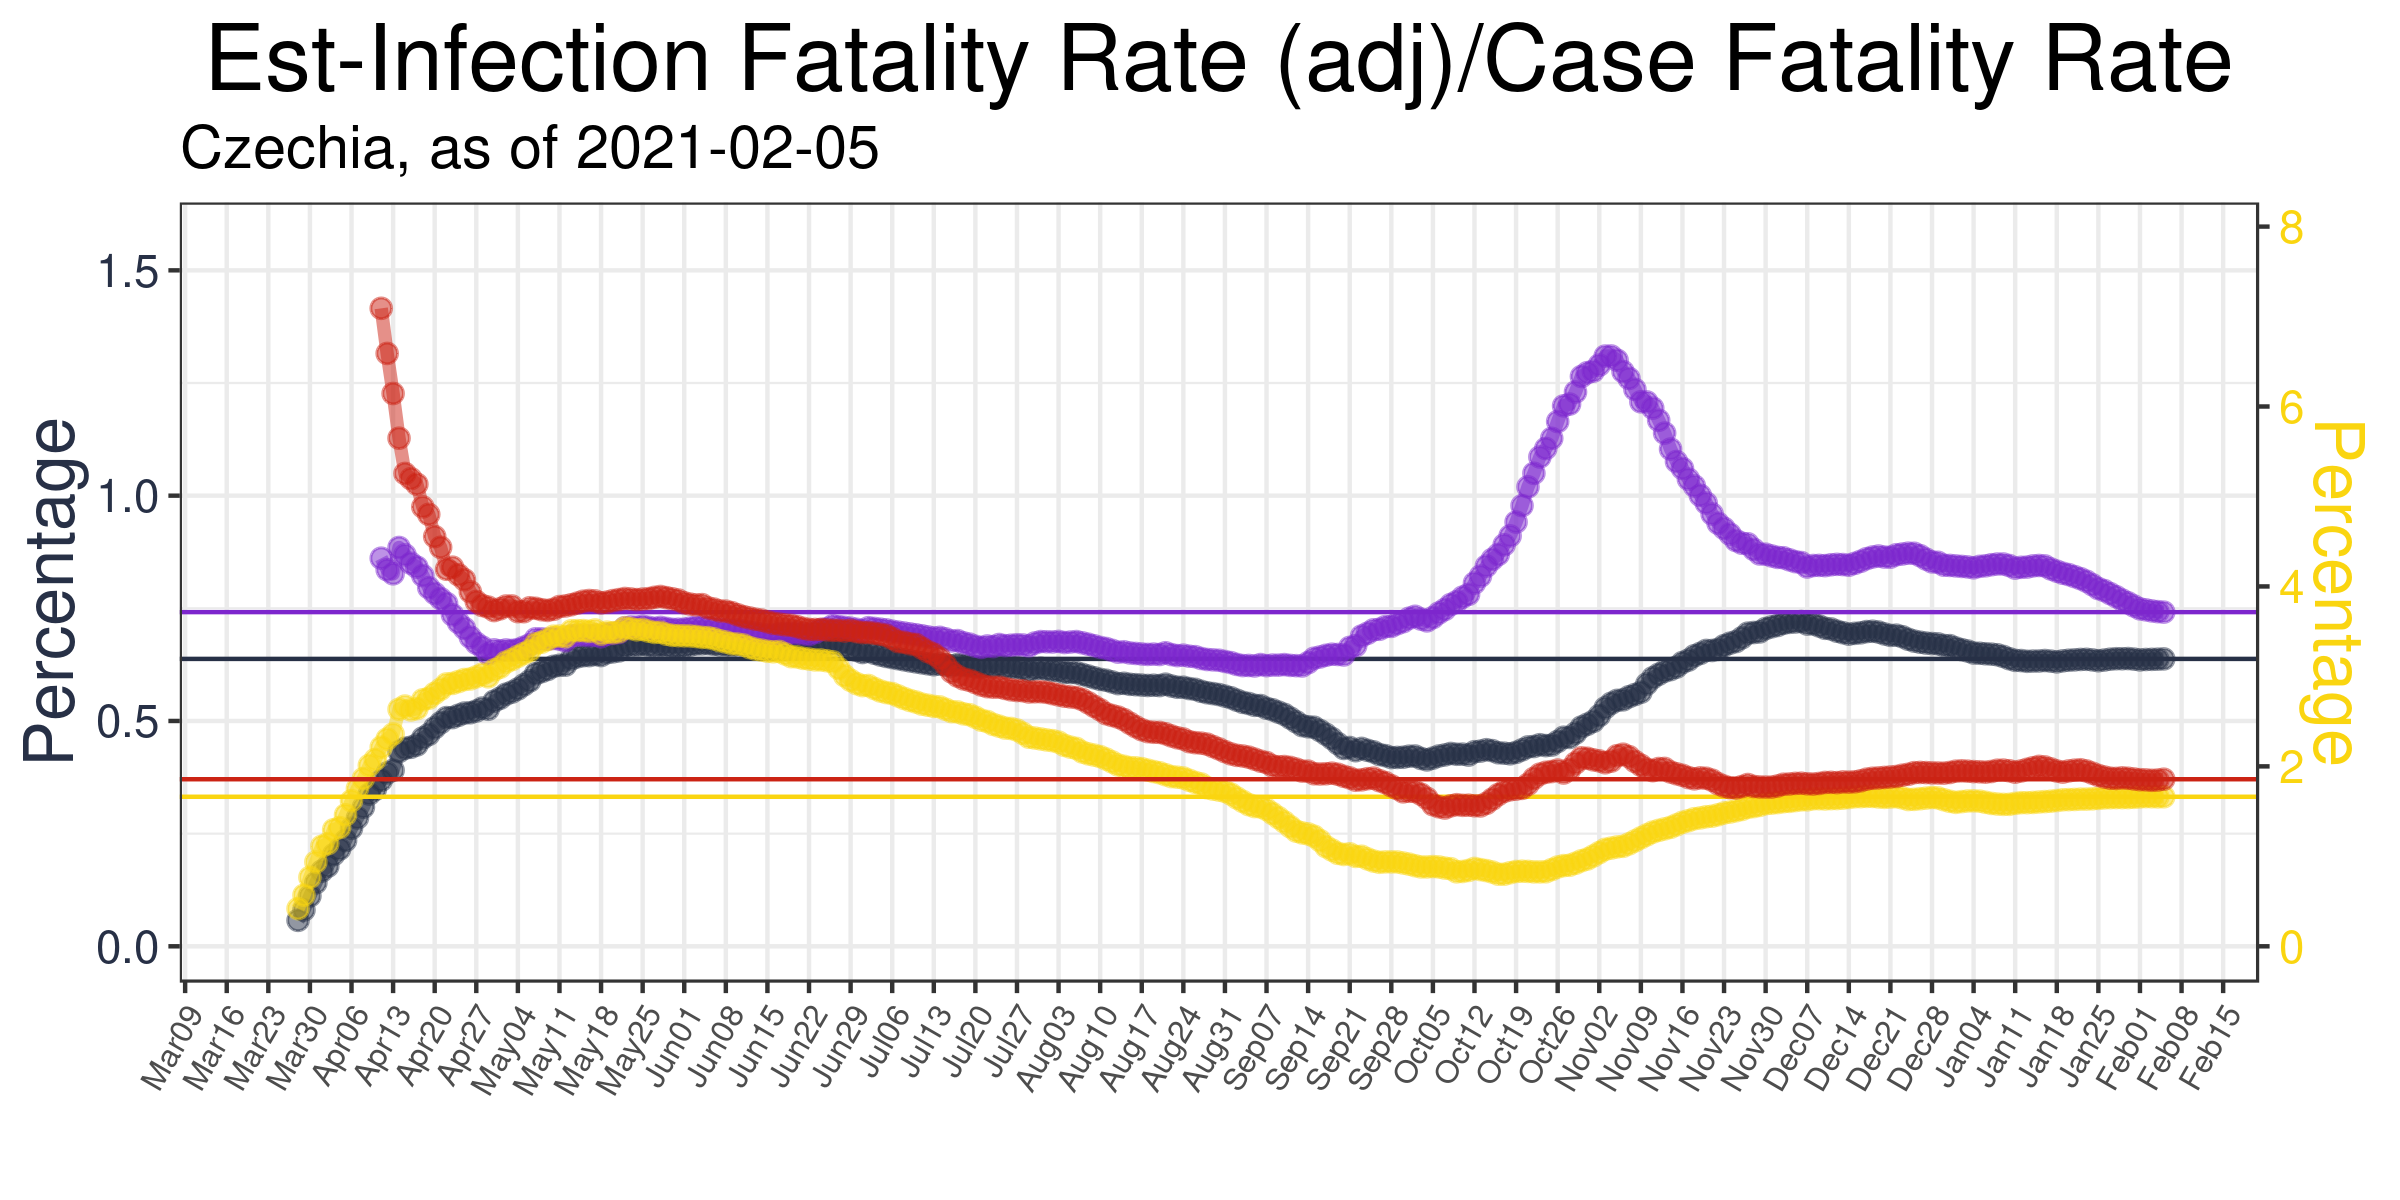 Est-Infection Fatality Rate (adj)/Case Fatality Rate
Czechia, as of 2021-02-05
Percentage
1.5
1.0
0.5
0.0
8
6
4
2
0
Percentage
Mar09 Mar16 Mar23 Mar30 Apr06 Apr13 Apr20 Apr27 May04 May11 May18 May25 Jun01 Jun08 Jun15 Jun22 Jun29 Jul06 Jul13 Jul20 Jul27 Aug03 Aug10 Aug17 Aug24 Aug31 Sep07 Sep14 Sep21 Sep28 Oct05 Oct12 Oct19 Oct26 Nov02 Nov09 Nov16 Nov23 Nov30 Dec07 Dec14 Dec21 Dec28 Jan04 Jan11 Jan18 Jan25 Feb01 Feb08 Feb15